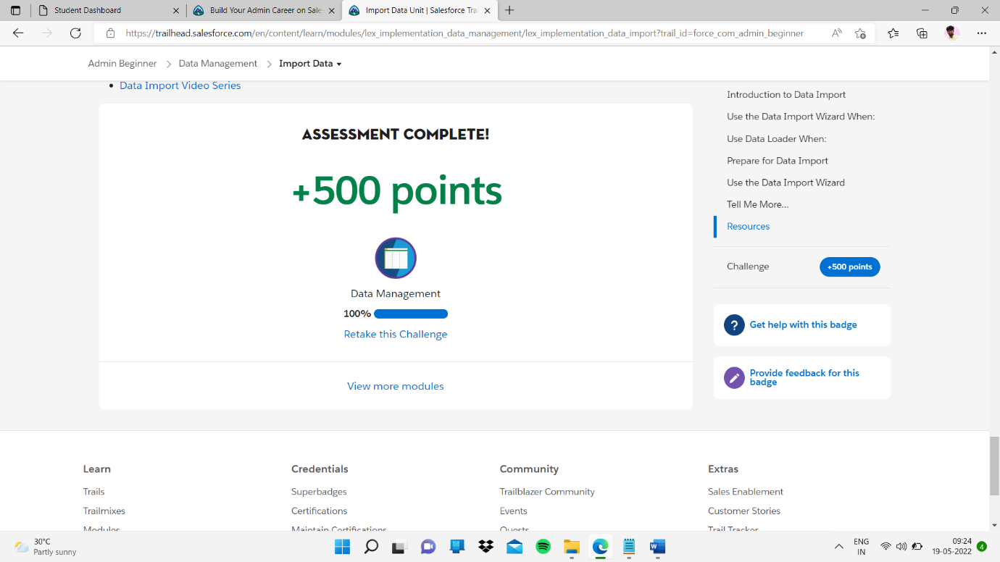 Student Dashboard
Build Your Admin Career on Sale
Import Data Unit | Salesforce Tra
https://trailhead.salesforce.com/en/content/learn/modules/lex_implementation_data_management/lex_implementation_data_import?trail_id=force_com_admin_beginner
Admin Beginner > Data Management > Import Data
• Data Import Video Series
ASSESSMENT COMPLETE!
+500 points
Data Management
100%
Retake this Challenge
View more modules
Introduction to Data Import
Use the Data Import Wizard When:
Use Data Loader When:
Prepare for Data Import
Use the Data Import Wizard
Tell Me More...
Resources
Challenge +500 points
? Get help with this badge
Provide feedback for this
badge
Learn
Trails
Trailmixes
Modules
Credentials
Superbadges
Certifications
Maintain Certifications
Community
Trailblazer Community
Events
Quests
Extras
Sales Enablement
Customer Stories
Trail Tracker
30°C
Partly sunny
ENG
IN
09:24
19-05-2022
4